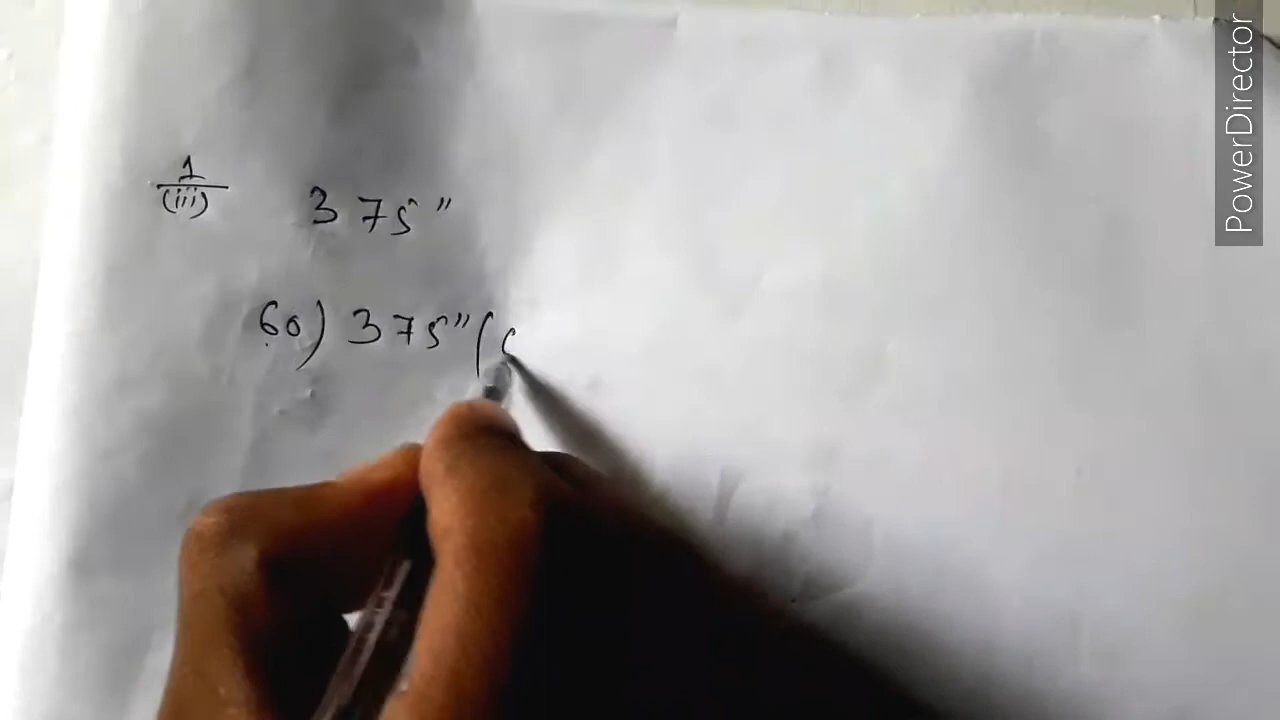 1
(iii) 375"
60) 375" (
PowerDirector